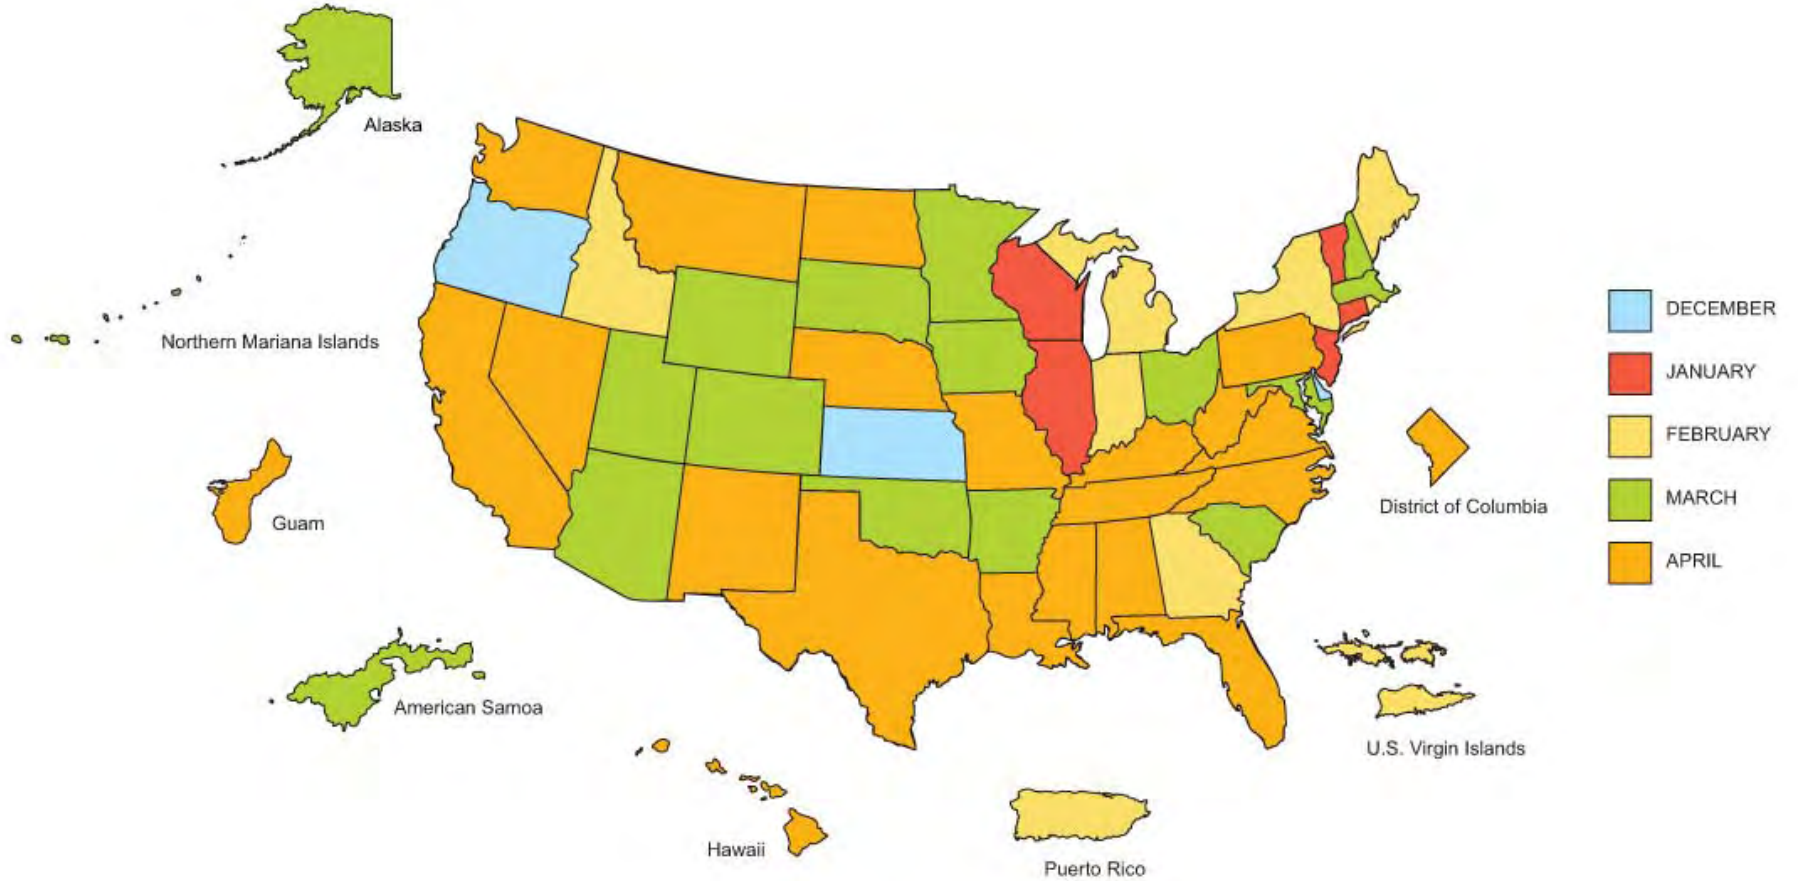 Alaska
Northern Mariana Islands
Guam
American Samoa
Hawaii
Puerto Rico
U.S. Virgin Islands
District of Columbia
DECEMBER
JANUARY
FEBRUARY
MARCH
APRIL